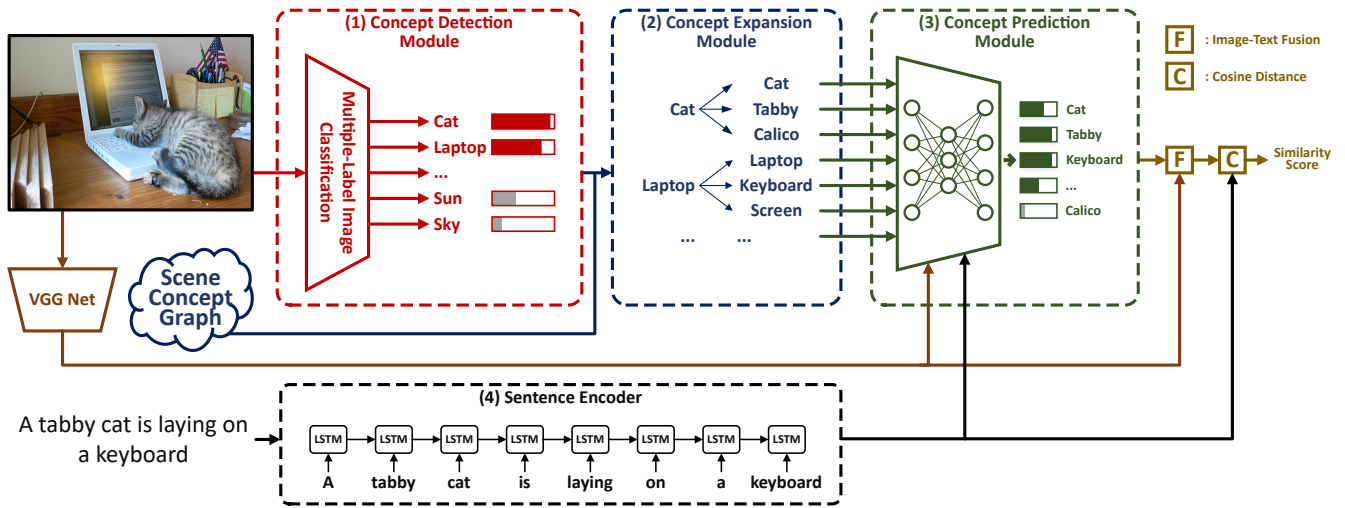 (1) Concept Detection
Module
(2) Concept Expansion
Module
(3) Concept Prediction
Module
F : Image-Text Fusion
C : Cosine Distance
Multiple-Label Image
Classification
Cat
Laptop
...
Sun
Sky
Cat
Cat
Tabby
Calico
Laptop
Laptop
Keyboard
Screen
... ...
Cat
Tabby
Keyboard
...
Calico
F
C
Similarity
Score
VGG Net
Scene
Concept
Graph
(4) Sentence Encoder
A tabby cat is laying on
a keyboard
LSTM LSTM LSTM LSTM LSTM LSTM LSTM LSTM
A tabby cat is laying on a keyboard